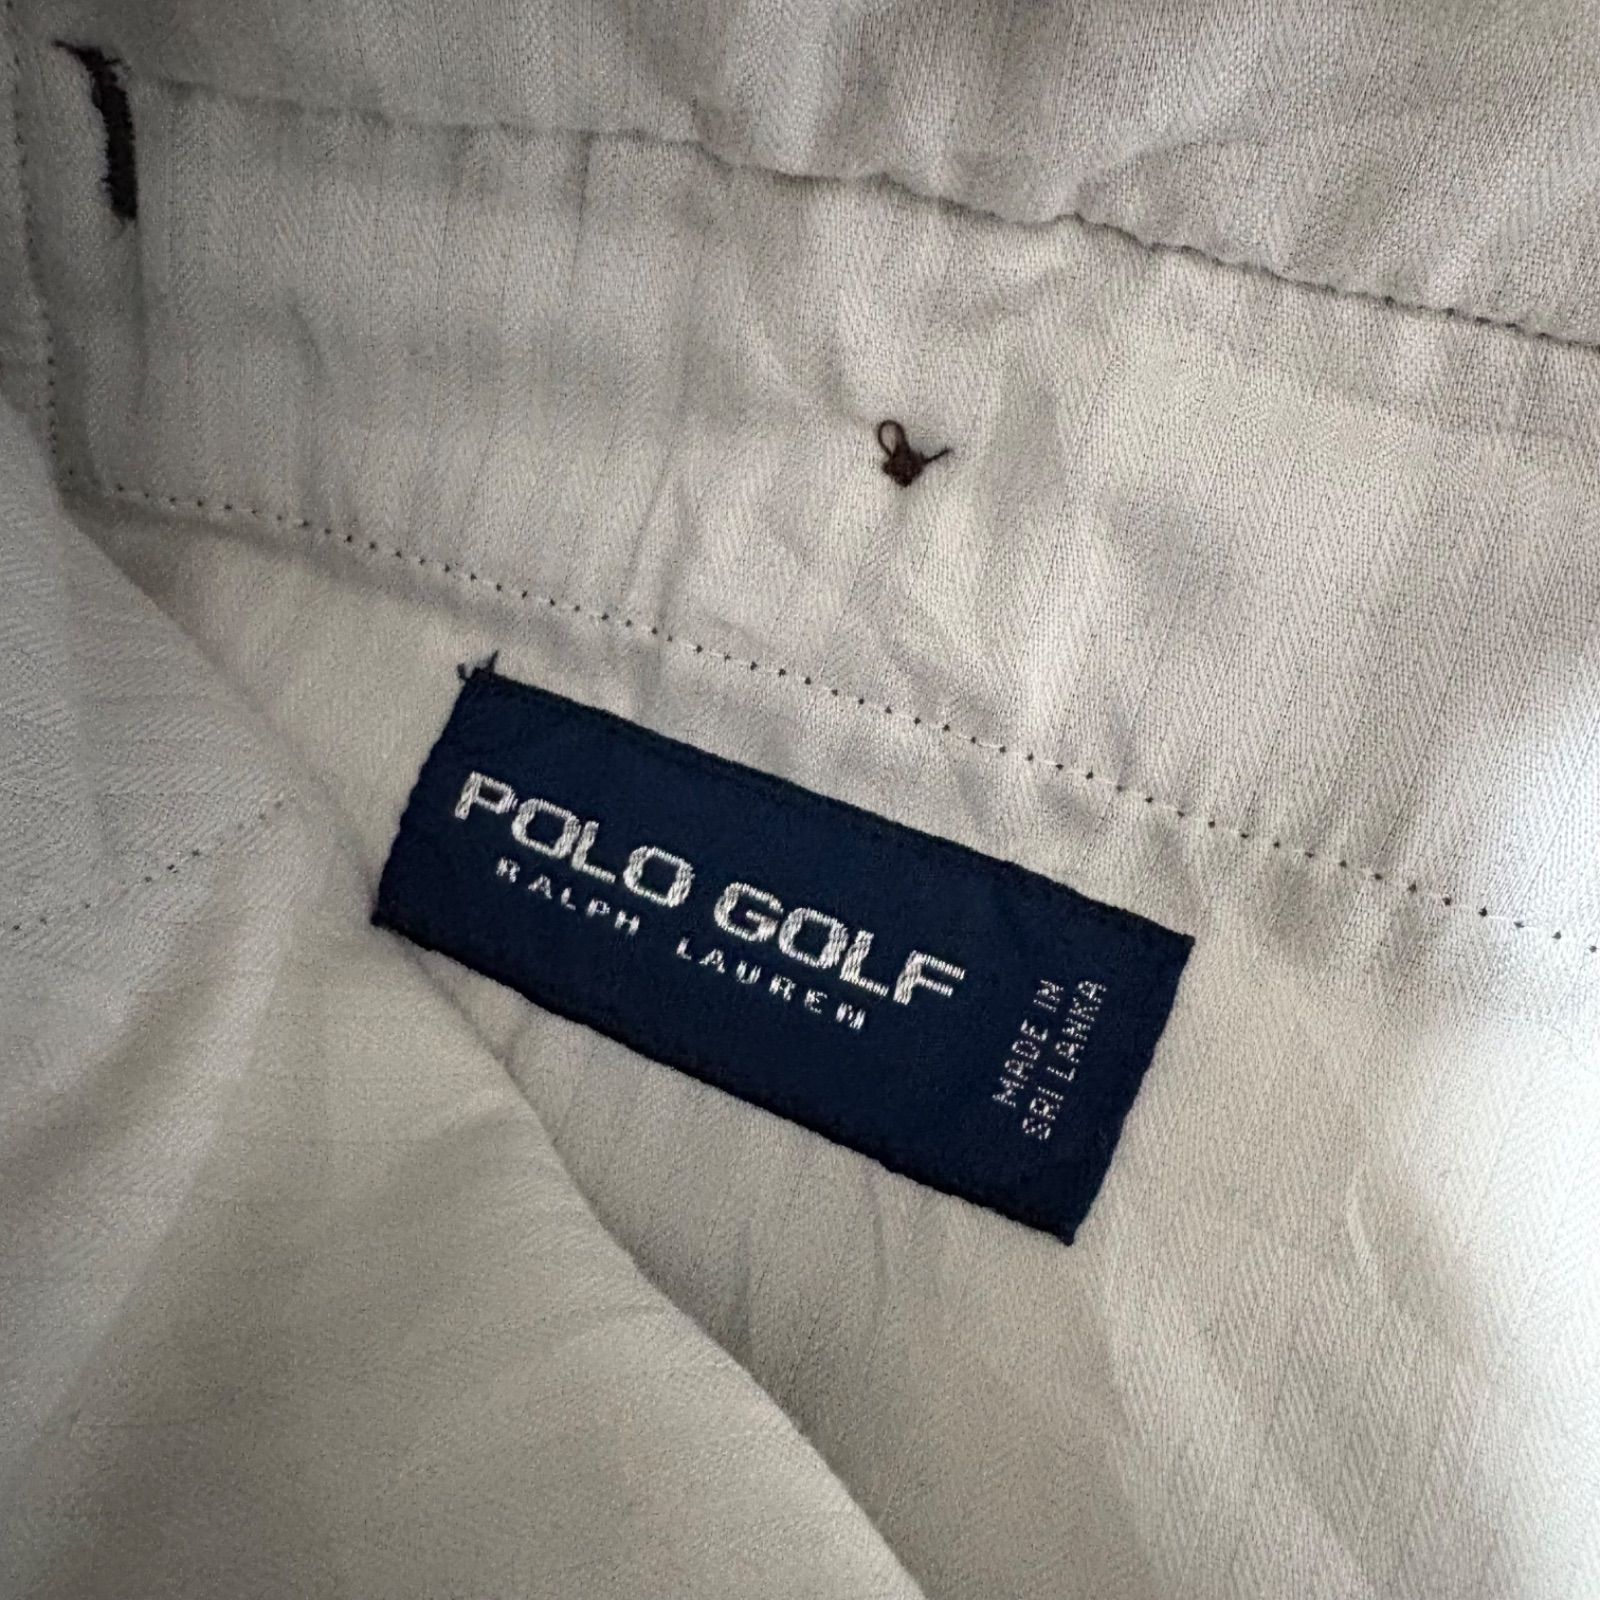 POLO GOLF
RALPH LAUREN
MADE IN
SRI LANKA